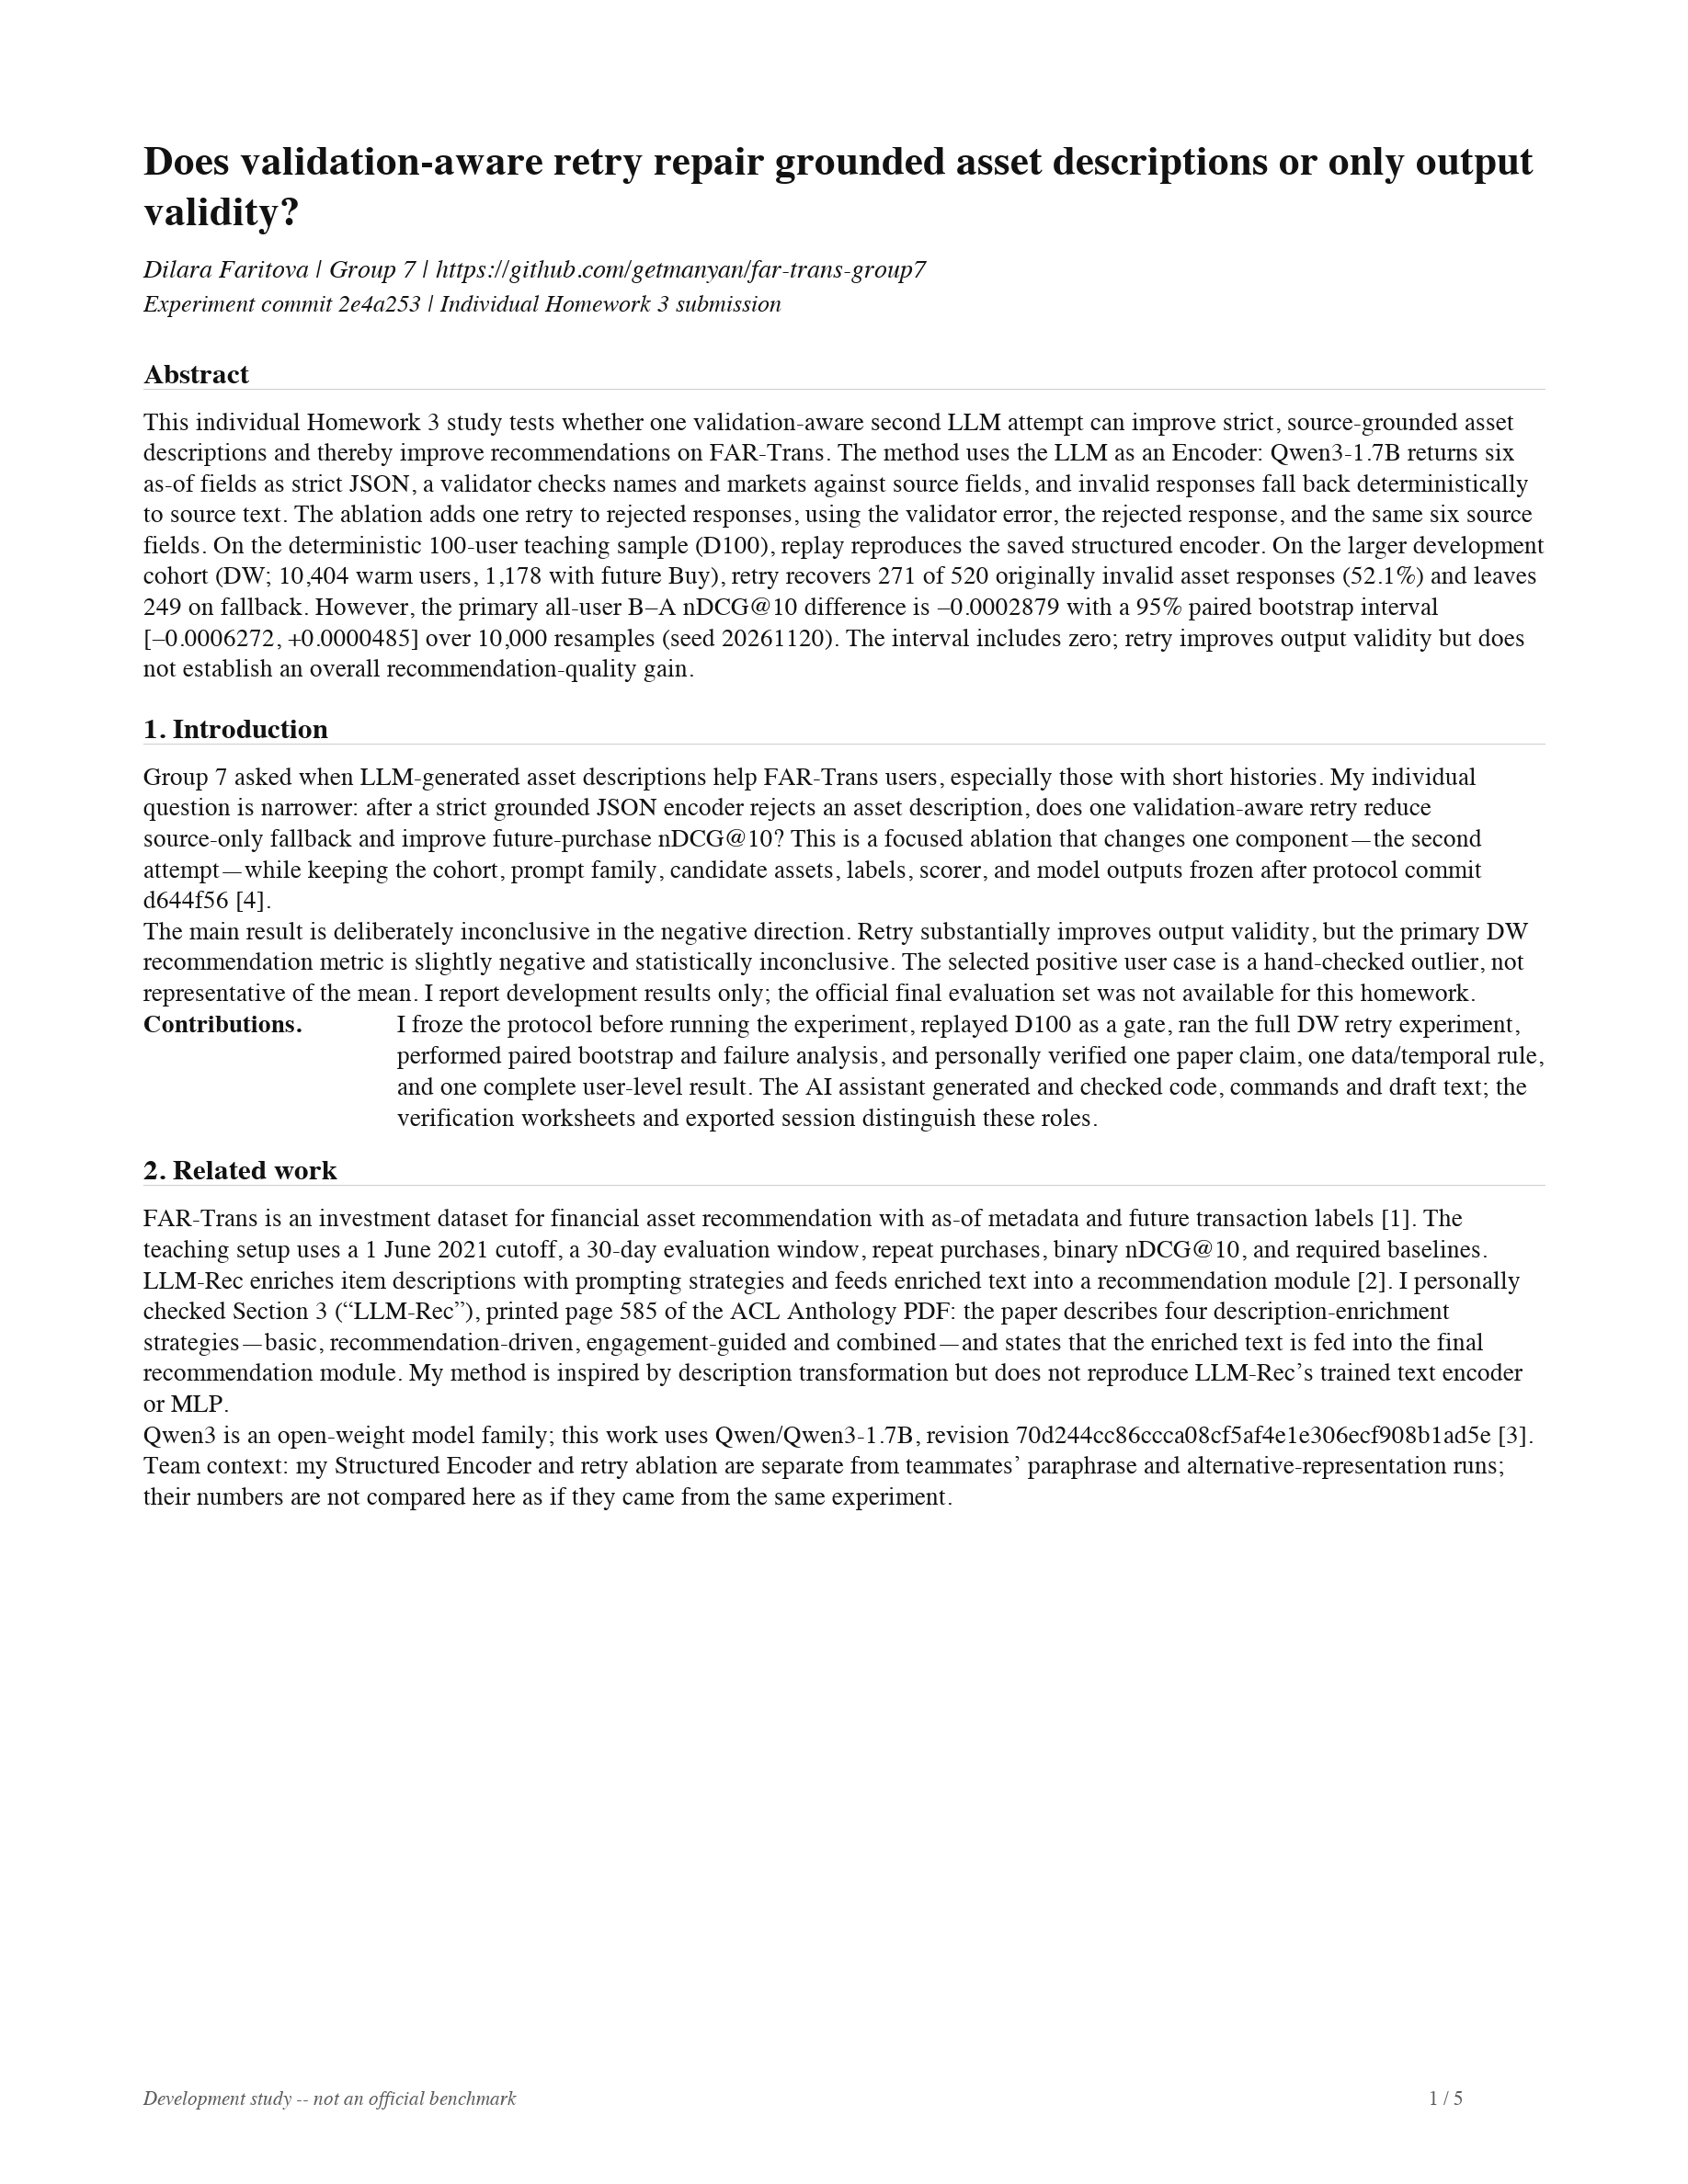 Does validation-aware retry repair grounded asset descriptions or only output
validity?
Dilara Faritova | Group 7 | https://github.com/getmanyan/far-trans-group7
Experiment commit 2e4a253 | Individual Homework 3 submission
Abstract
This individual Homework 3 study tests whether one validation-aware second LLM attempt can improve strict, source-grounded asset
descriptions and thereby improve recommendations on FAR-Trans. The method uses the LLM as an Encoder: Qwen3-1.7B returns six
as-of fields as strict JSON, a validator checks names and markets against source fields, and invalid responses fall back deterministically
to source text. The ablation adds one retry to rejected responses, using the validator error, the rejected response, and the same six source
fields. On the deterministic 100-user teaching sample (D100), replay reproduces the saved structured encoder. On the larger development
cohort (DW; 10,404 warm users, 1,178 with future Buy), retry recovers 271 of 520 originally invalid asset responses (52.1%) and leaves
249 on fallback. However, the primary all-user B–A nDCG@10 difference is –0.0002879 with a 95% paired bootstrap interval
[–0.0006272, +0.0000485] over 10,000 resamples (seed 20261120). The interval includes zero; retry improves output validity but does
not establish an overall recommendation-quality gain.
1. Introduction
Group 7 asked when LLM-generated asset descriptions help FAR-Trans users, especially those with short histories. My individual
question is narrower: after a strict grounded JSON encoder rejects an asset description, does one validation-aware retry reduce
source-only fallback and improve future-purchase nDCG@10? This is a focused ablation that changes one component—the second
attempt—while keeping the cohort, prompt family, candidate assets, labels, scorer, and model outputs frozen after protocol commit
d644f56 [4].
The main result is deliberately inconclusive in the negative direction. Retry substantially improves output validity, but the primary DW
recommendation metric is slightly negative and statistically inconclusive. The selected positive user case is a hand-checked outlier, not
representative of the mean. I report development results only; the official final evaluation set was not available for this homework.
Contributions. I froze the protocol before running the experiment, replayed D100 as a gate, ran the full DW retry experiment,
performed paired bootstrap and failure analysis, and personally verified one paper claim, one data/temporal rule,
and one complete user-level result. The AI assistant generated and checked code, commands and draft text; the
verification worksheets and exported session distinguish these roles.
2. Related work
FAR-Trans is an investment dataset for financial asset recommendation with as-of metadata and future transaction labels [1]. The
teaching setup uses a 1 June 2021 cutoff, a 30-day evaluation window, repeat purchases, binary nDCG@10, and required baselines.
LLM-Rec enriches item descriptions with prompting strategies and feeds enriched text into a recommendation module [2]. I personally
checked Section 3 (“LLM-Rec”), printed page 585 of the ACL Anthology PDF: the paper describes four description-enrichment
strategies—basic, recommendation-driven, engagement-guided and combined—and states that the enriched text is fed into the final
recommendation module. My method is inspired by description transformation but does not reproduce LLM-Rec’s trained text encoder
or MLP.
Qwen3 is an open-weight model family; this work uses Qwen/Qwen3-1.7B, revision 70d244cc86ccca08cf5af4e1e306ecf908b1ad5e [3].
Team context: my Structured Encoder and retry ablation are separate from teammates’ paraphrase and alternative-representation runs;
their numbers are not compared here as if they came from the same experiment.
Development study -- not an official benchmark
1 / 5